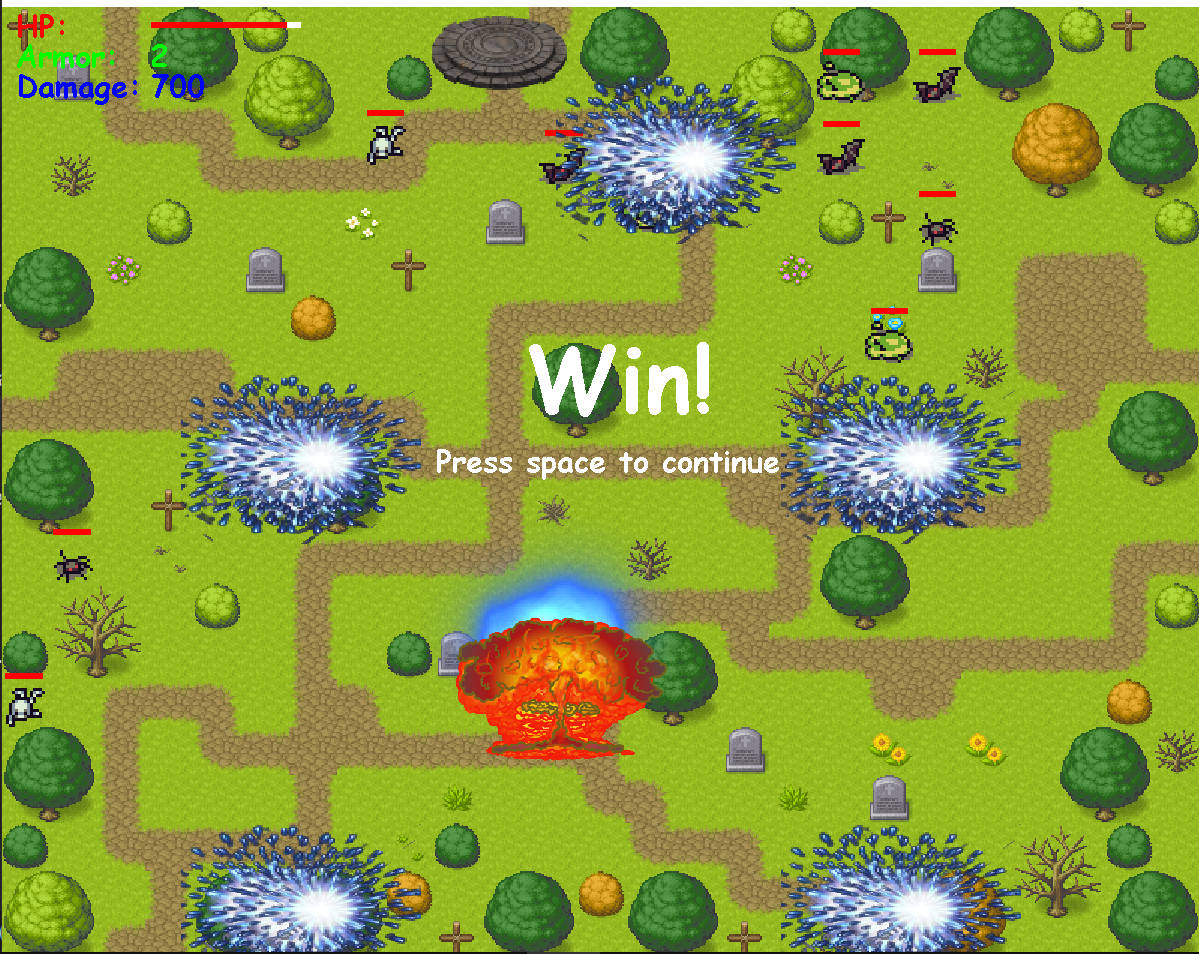 HP:
Armor: 2
Damage: 700
Win!
Press space to continue